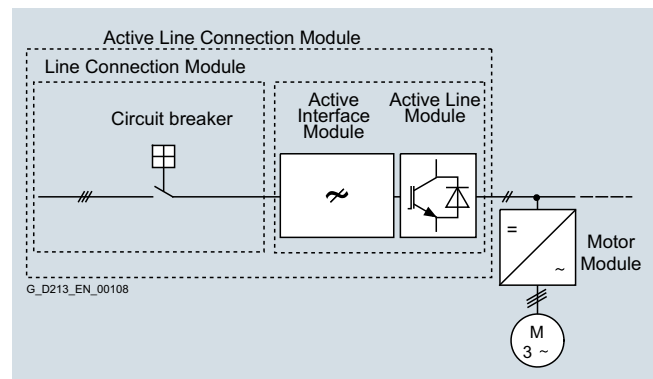 Active Line Connection Module
Line Connection Module
Circuit breaker
Active
Interface
Module
Active Line
Module
=
~
Motor
Module
G_D213_EN_00108
M
3 ~